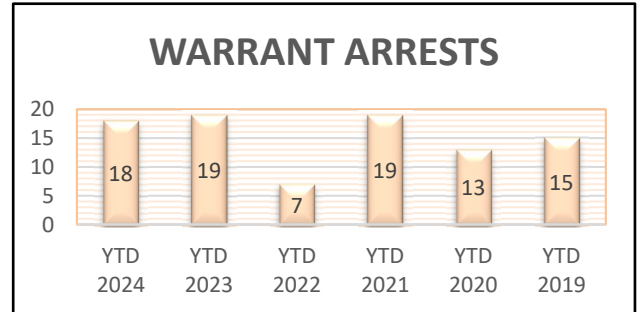 WARRANT ARRESTS
20
15
10
5
0
18
19
7
19
13
15
YTD 2024
YTD 2023
YTD 2022
YTD 2021
YTD 2020
YTD 2019